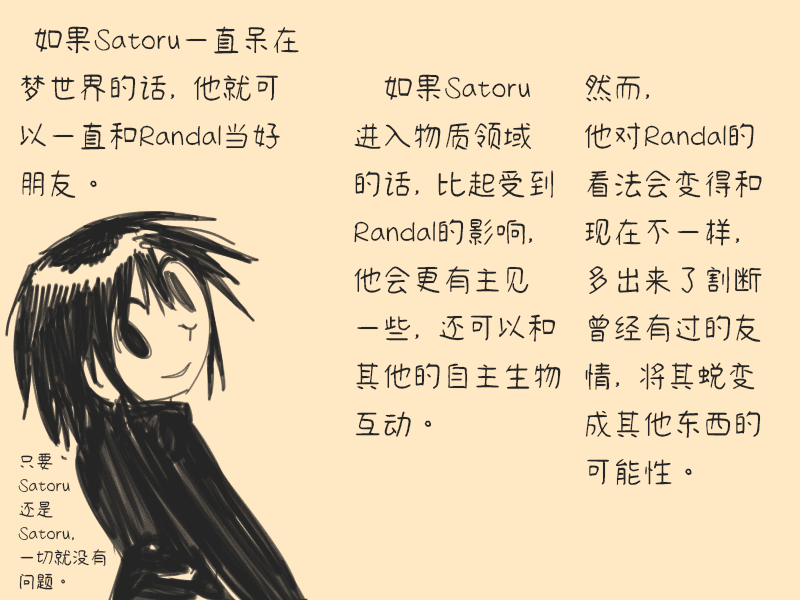 如果Satoru一直呆在
梦世界的话，他就可
以一直和Randal当好
朋友。
如果Satoru
进入物质领域
的话，比起受到
Randal的影响，
他会更有主见
一些，还可以和
其他的自主生物
互动。
然而，
他对Randal的
看法会变得和
现在不一样，
多出来了割断
曾经有过的友
情，将其蜕变
成其他东西的
可能性。
只要
Satoru
还是
Satoru，
一切就没有
问题。